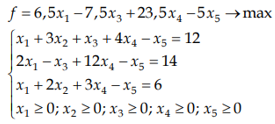 f = 6,5x₁ − 7,5x₃ + 23,5x₄ − 5x₅ → max
x₁ + 3x₂ + x₃ + 4x₄ − x₅ = 12
2x₁ − x₃ + 12x₄ − x₅ = 14
x₁ + 2x₂ + 3x₄ − x₅ = 6
x₁ ≥ 0; x₂ ≥ 0; x₃ ≥ 0; x₄ ≥ 0; x₅ ≥ 0